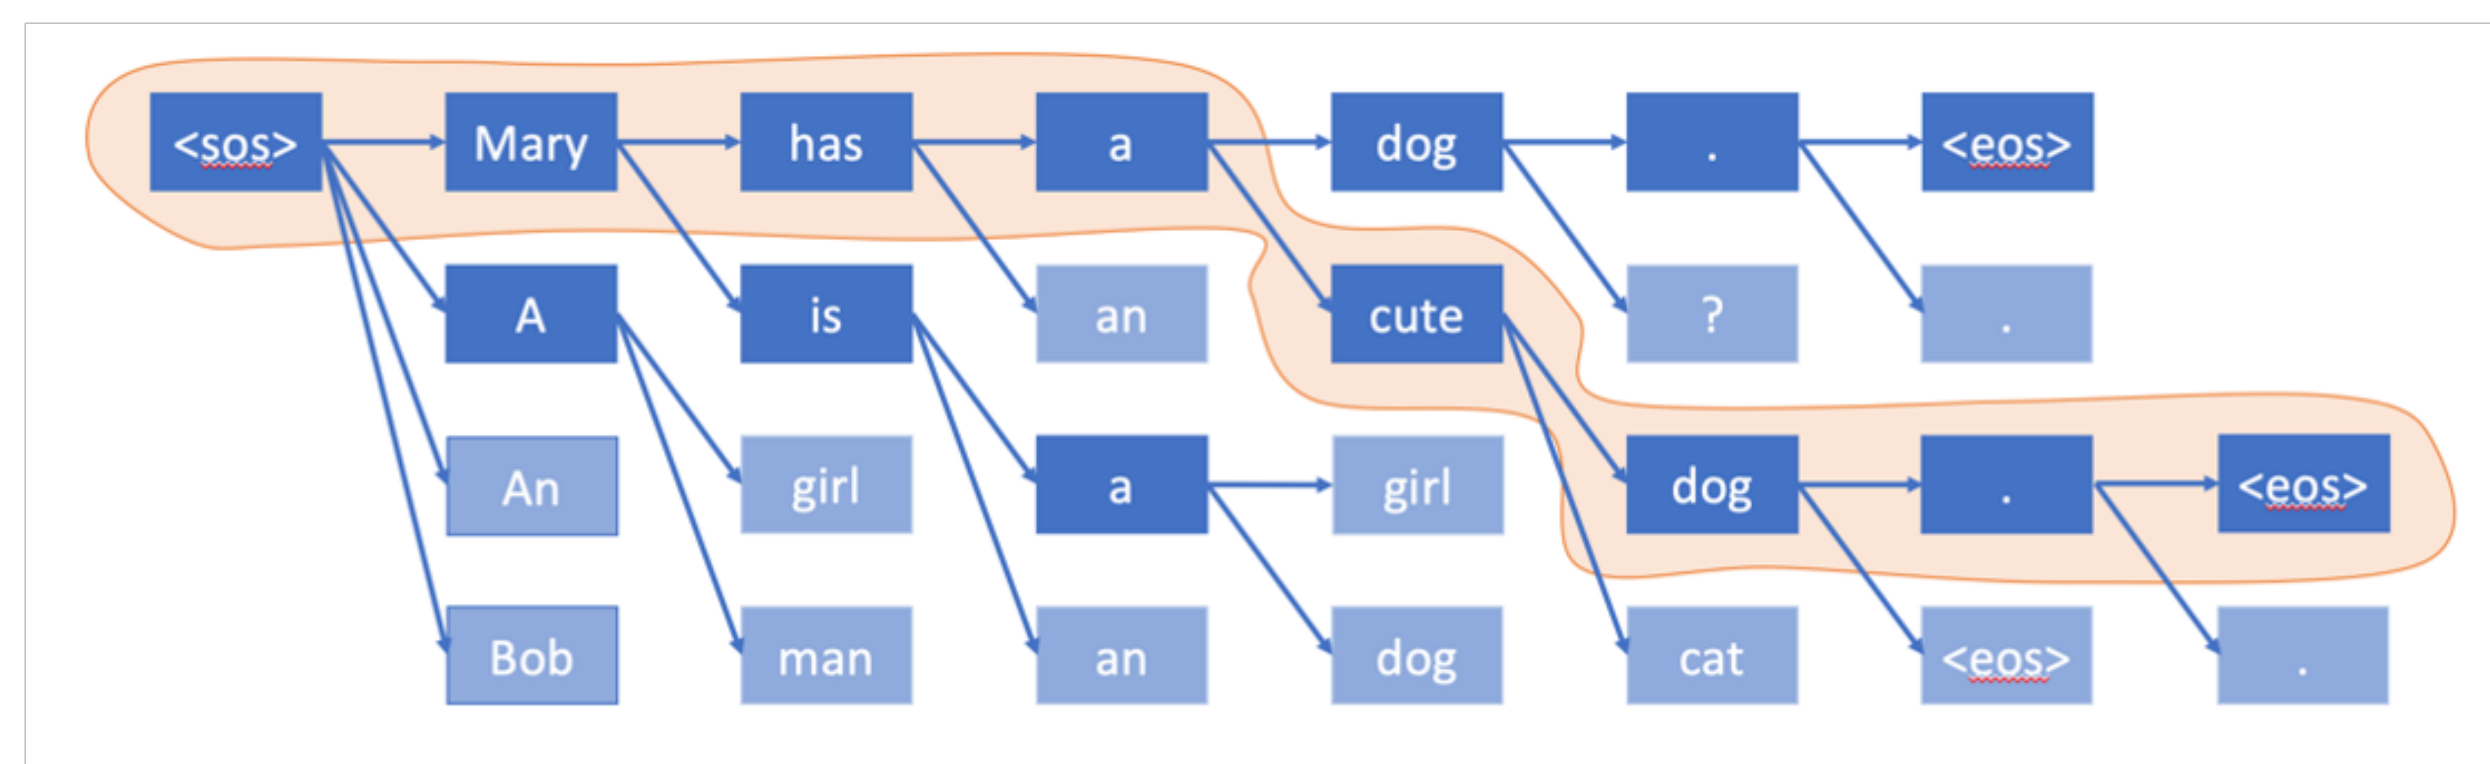 <sos> Mary has a dog . <eos>
A is an cute ? .
An girl a girl dog . <eos>
Bob man an dog cat <eos> .